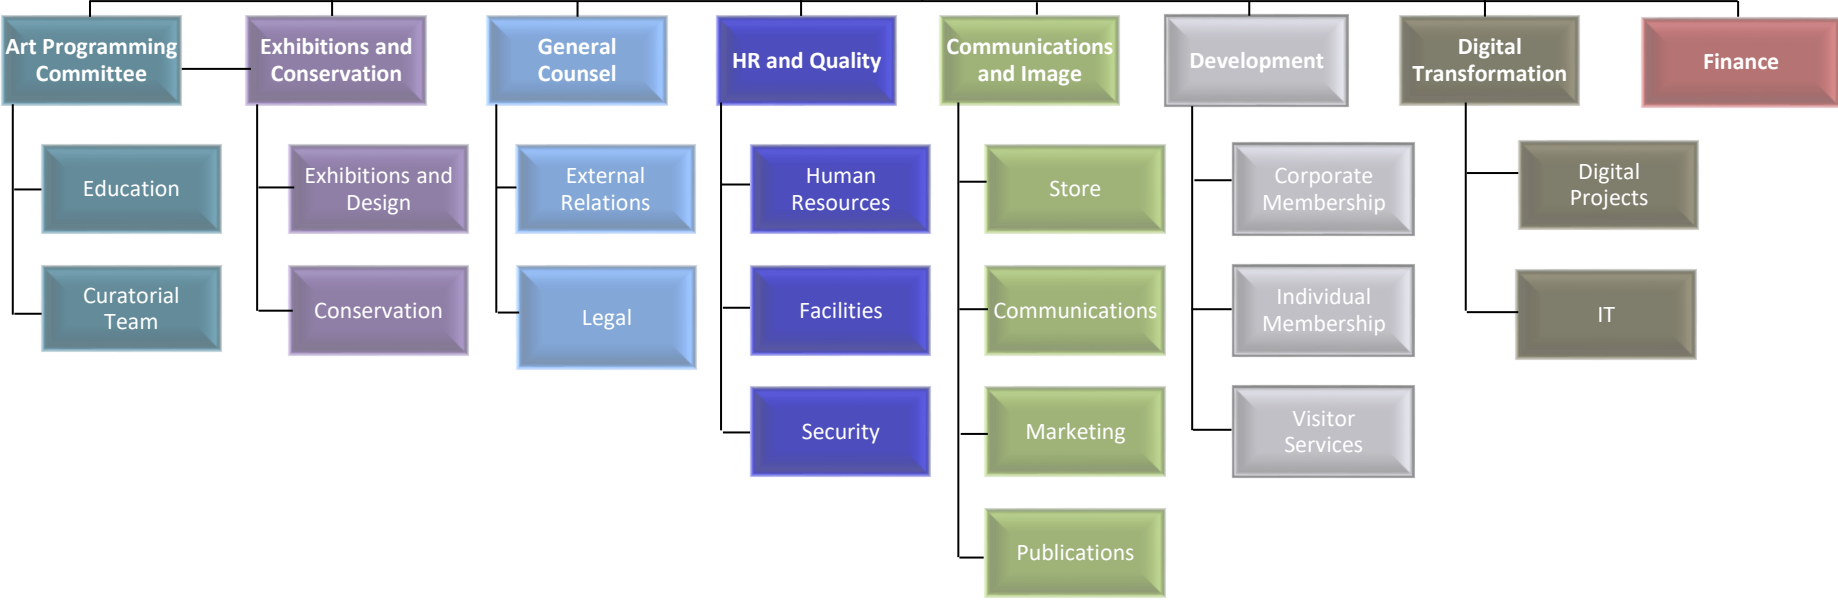 Art Programming
Committee
Exhibitions and
Conservation
General
Counsel
HR and Quality
Communications
and Image
Development
Digital
Transformation
Finance
Education
Exhibitions and
Design
External
Relations
Human
Resources
Store
Corporate
Membership
Digital
Projects
Curatorial
Team
Conservation
Legal
Facilities
Communications
Individual
Membership
IT
Security
Marketing
Visitor
Services
Publications